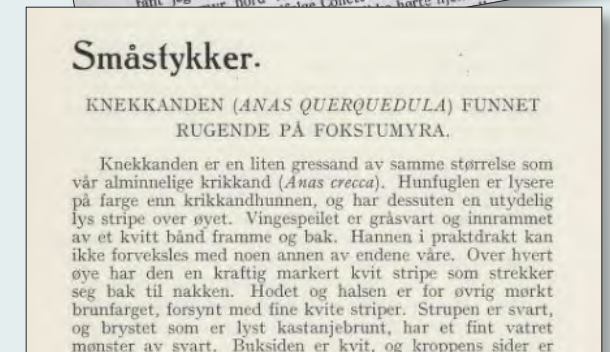 fant jeg
nord
Småstykker.
KNEKKANDEN (ANAS QUERQUEDULA) FUNNET
RUGENDE PÅ FOKSTUMYRA.
Knekkanden er en liten gressand av samme størrelse som
vår alminnelige krikkand (Anas crecca). Hunfuglen er lysere
på farge enn krikkandhunnen, og har dessuten en utydelig
lys stripe over øyet. Vingespeilet er gråsvart og innrammet
av et kvitt bånd framme og bak. Hannen i praktdrakt kan
ikke forveksles med noen annen av endene våre. Over hvert
øye har den en kraftig markert kvit stripe som strekker
seg bak til nakken. Hodet og halsen er for øvrig mørkt
brunfarget, forsynt med fine kvite striper. Strupen er svart,
og brystet som er lyst kastanjebrunt, har et fint vatret
mønster av svart. Buksiden er kvit, og kroppens sider er